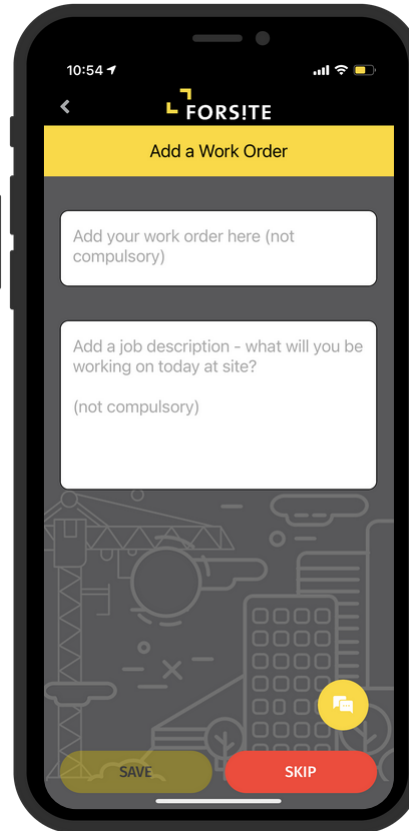 10:54
FORS!TE
Add a Work Order
Add your work order here (not
compulsory)
Add a job description - what will you be
working on today at site?
(not compulsory)
SAVE
SKIP